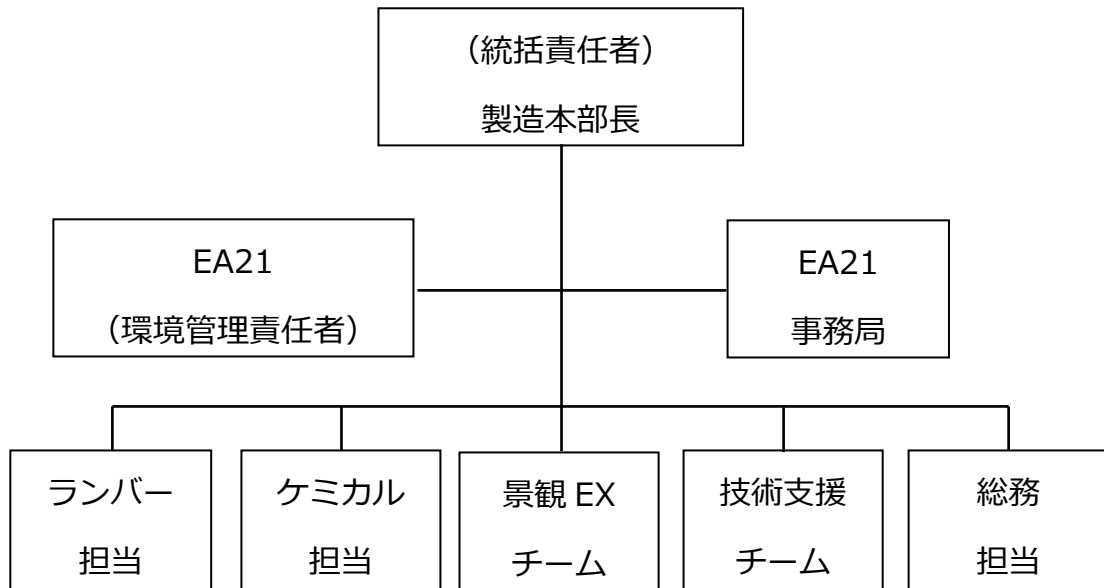 （統括責任者）
製造本部長
EA21
（環境管理責任者）
EA21
事務局
ランバー
担当
ケミカル
担当
景観 EX
チーム
技術支援
チーム
総務
担当